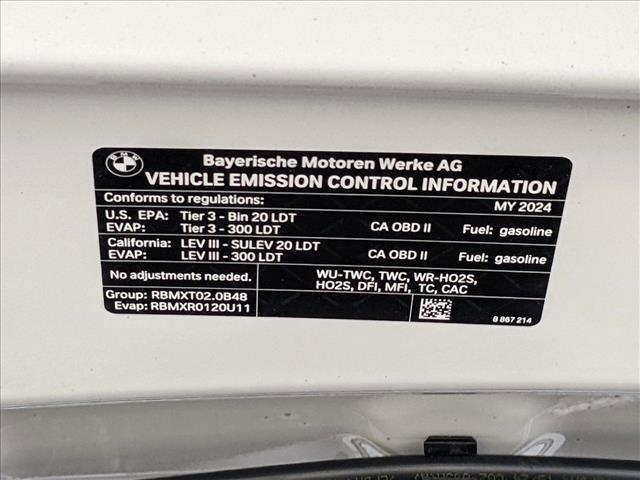 BMW
Bayerische Motoren Werke AG
VEHICLE EMISSION CONTROL INFORMATION
Conforms to regulations: MY 2024
U.S. EPA: Tier 3 - Bin 20 LDT CA OBD II Fuel: gasoline
EVAP: Tier 3 - 300 LDT
California: LEV III - SULEV 20 LDT CA OBD II Fuel: gasoline
EVAP: LEV III - 300 LDT
No adjustments needed. WU-TWC, TWC, WR-HO2S,
HO2S, DFI, MFI, TC, CAC
Group: RBMXT02.0B48
Evap: RBMXR0120U11
8 867 214